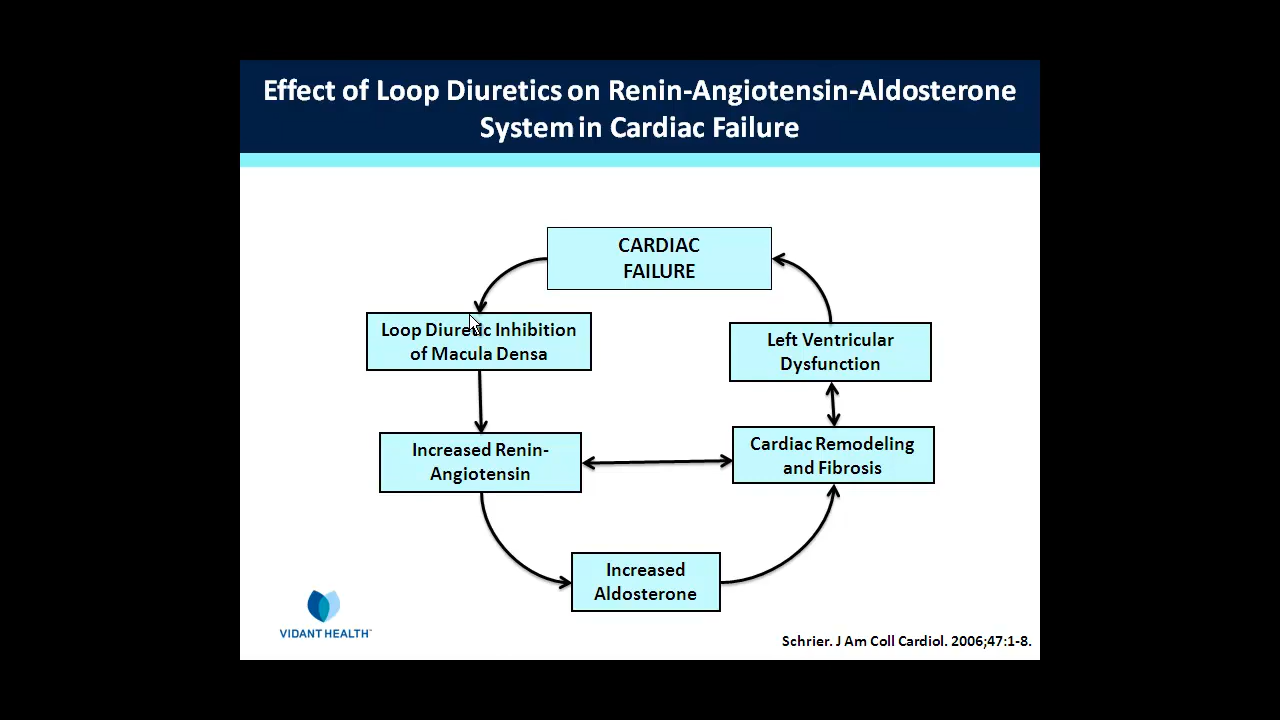 Effect of Loop Diuretics on Renin-Angiotensin-Aldosterone
System in Cardiac Failure
CARDIAC
FAILURE
Loop Diuretic Inhibition
of Macula Densa
Left Ventricular
Dysfunction
Increased Renin-
Angiotensin
Cardiac Remodeling
and Fibrosis
Increased
Aldosterone
VIDANT HEALTH™
Schrier. J Am Coll Cardiol. 2006;47:1-8.